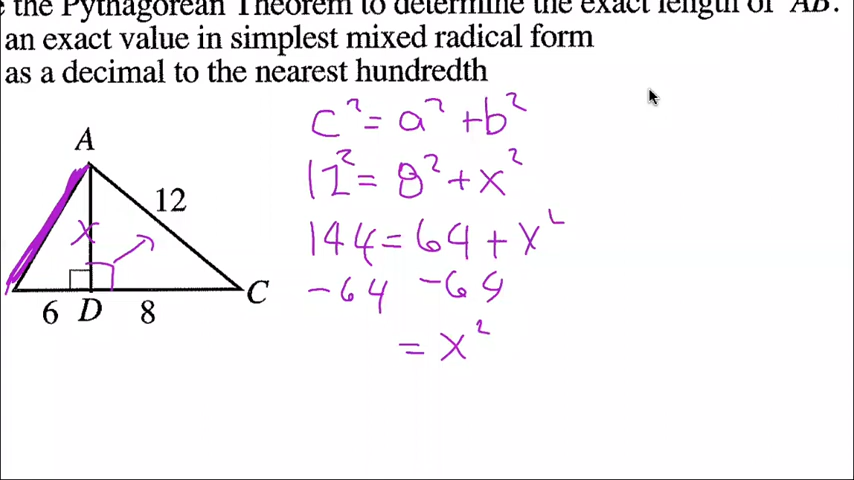 the Pythagorean Theorem to determine the exact length of AB.
an exact value in simplest mixed radical form
as a decimal to the nearest hundredth
c² = a² + b²
A
12² = 8² + x²
12
x
144 = 64 + x²
-64 -64
C
6 D 8
= x²